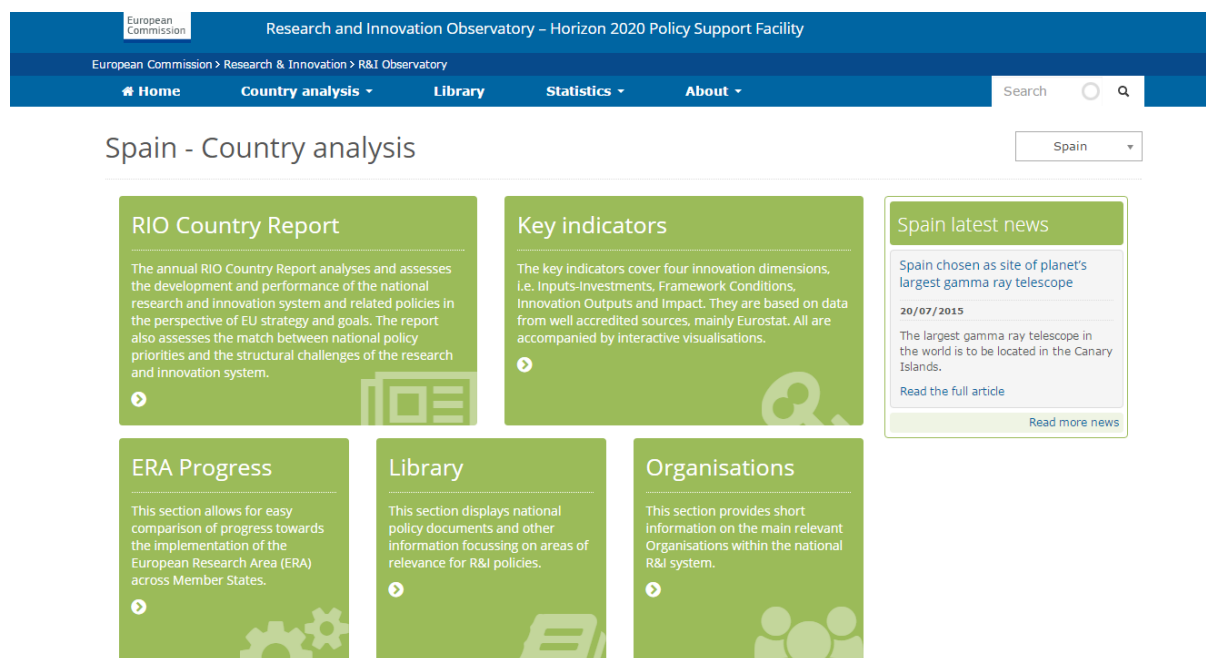 European
Commission
Research and Innovation Observatory – Horizon 2020 Policy Support Facility
European Commission > Research & Innovation > R&I Observatory
Home Country analysis Library Statistics About Search
Spain - Country analysis
Spain
RIO Country Report
The annual RIO Country Report analyses and assesses
the development and performance of the national
research and innovation system and related policies in
the perspective of EU strategy and goals. The report
also assesses the match between national policy
priorities and the structural challenges of the research
and innovation system.
Key indicators
The key indicators cover four innovation dimensions,
i.e. Inputs-Investments, Framework Conditions,
Innovation Outputs and Impact. They are based on data
from well accredited sources, mainly Eurostat. All are
accompanied by interactive visualisations.
Spain latest news
Spain chosen as site of planet's
largest gamma ray telescope
20/07/2015
The largest gamma ray telescope in
the world is to be located in the Canary
Islands.
Read the full article
Read more news
ERA Progress
This section allows for easy
comparison of progress towards
the implementation of the
European Research Area (ERA)
across Member States.
Library
This section displays national
policy documents and other
information focussing on areas of
relevance for R&I policies.
Organisations
This section provides short
information on the main relevant
Organisations within the national
R&I system.